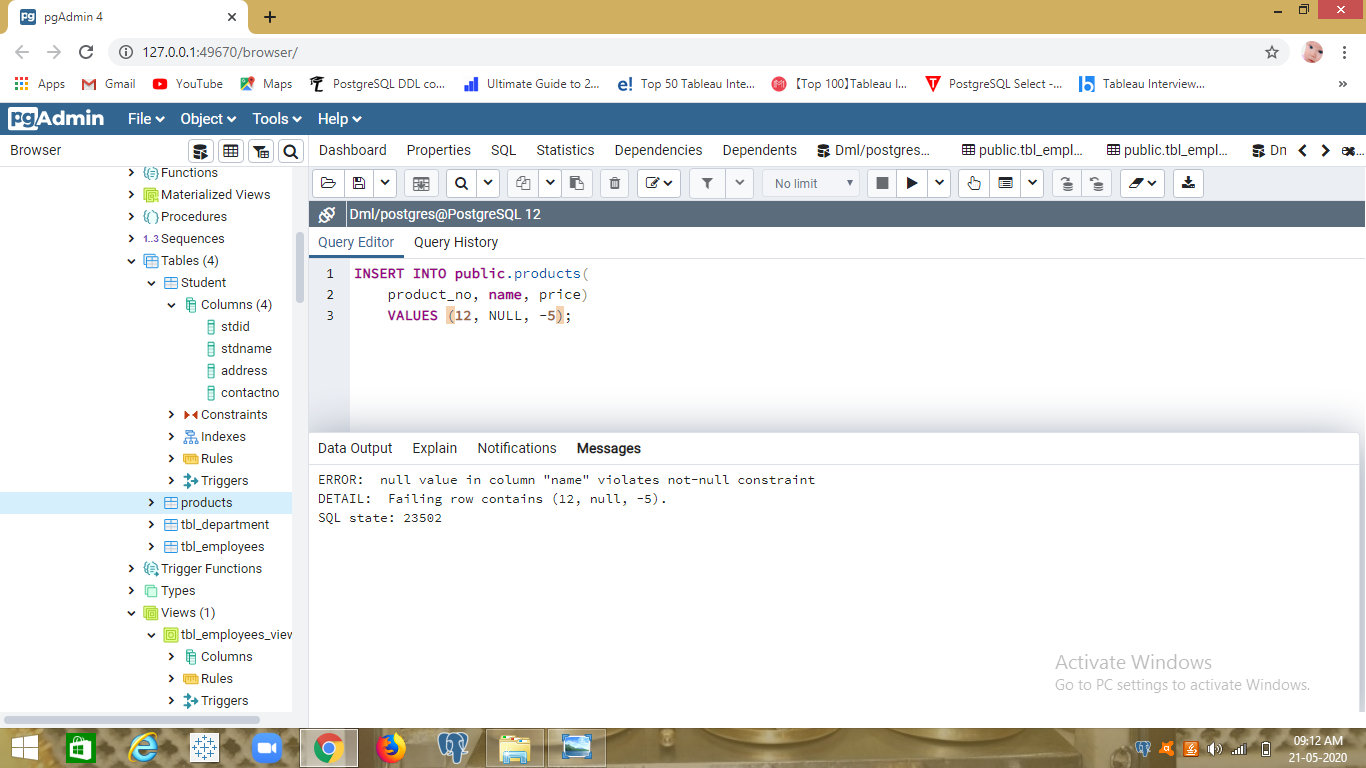 pgAdmin 4
127.0.0.1:49670/browser/
Apps Gmail YouTube Maps PostgreSQL DDL co... Ultimate Guide to 2... Top 50 Tableau Inte... 【Top 100】Tableau I... PostgreSQL Select -... Tableau Interview... »
pgAdmin File Object Tools Help
Browser
Dashboard Properties SQL Statistics Dependencies Dependents Dml/postgres... public.tbl_empl... public.tbl_empl... Dn
No limit
Dml/postgres@PostgreSQL 12
Query Editor Query History
1 INSERT INTO public.products(
2 product_no, name, price)
3 VALUES (12, NULL, -5);
Data Output Explain Notifications Messages
ERROR: null value in column "name" violates not-null constraint
DETAIL: Failing row contains (12, null, -5).
SQL state: 23502
Functions
Materialized Views
Procedures
1..3 Sequences
Tables (4)
Student
Columns (4)
stdid
stdname
address
contactno
Constraints
Indexes
Rules
Triggers
products
tbl_department
tbl_employees
Trigger Functions
Types
Views (1)
tbl_employees_view
Columns
Rules
Triggers
Activate Windows
Go to PC settings to activate Windows.
09:12 AM
21-05-2020